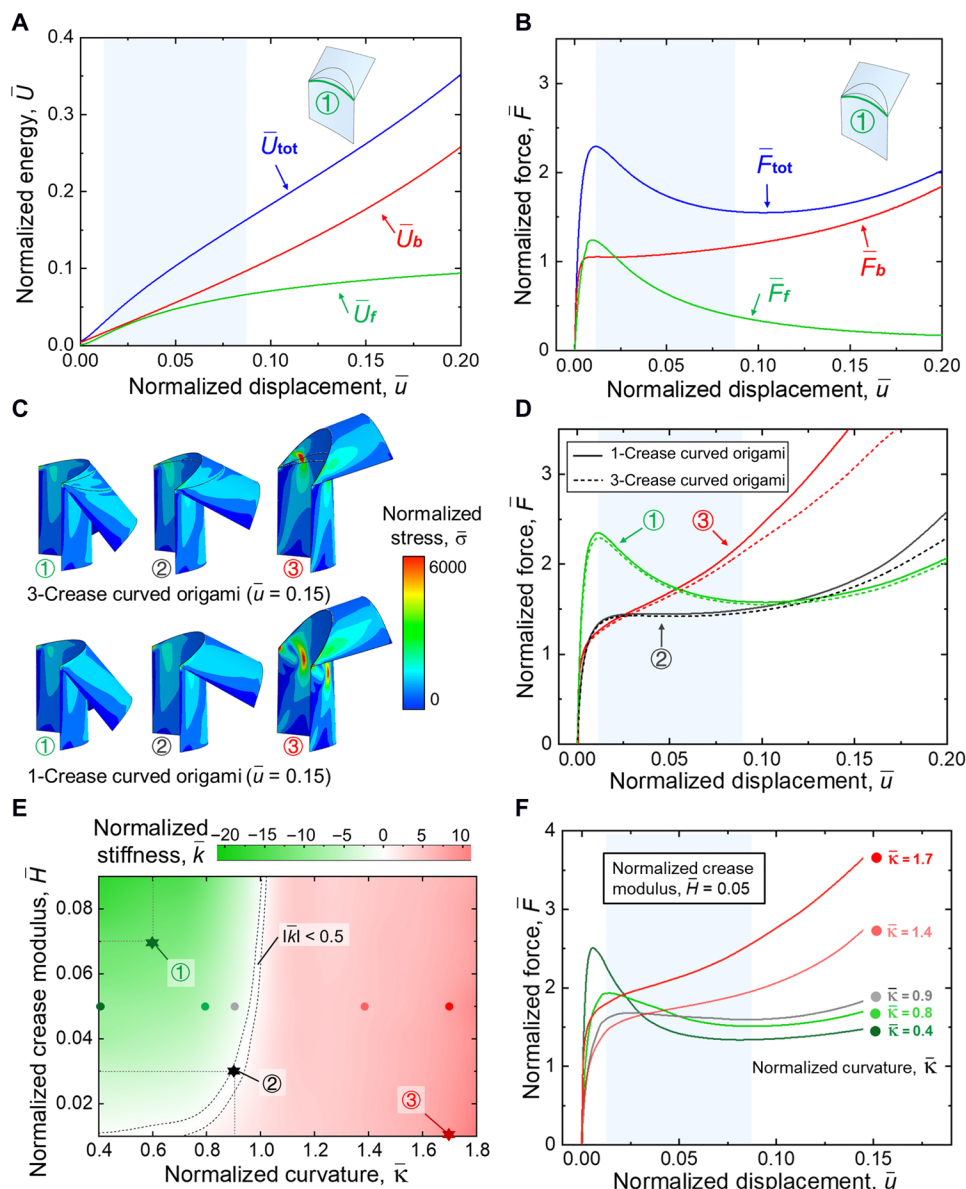 A
Normalized energy, Ū
0.4
0.3
0.2
0.1
0.0
0.00
0.05
0.10
0.15
0.20
Normalized displacement, ū
①
Ūtot
Ūb
Ūf
B
Normalized force, F̄
3
2
1
0
0.00
0.05
0.10
0.15
0.20
Normalized displacement, ū
①
F̄tot
F̄b
F̄f
C
① ② ③
3-Crease curved origami (ū = 0.15)
① ② ③
1-Crease curved origami (ū = 0.15)
Normalized
stress, σ̄
6000
0
D
Normalized force, F̄
3
2
1
0
0.00
0.05
0.10
0.15
0.20
Normalized displacement, ū
1-Crease curved origami
3-Crease curved origami
①
③
②
E
Normalized
stiffness, k̄
−20 −15 −10 −5 0 5 10
Normalized crease modulus, H̄
0.08
0.06
0.04
0.02
0.4 0.6 0.8 1.0 1.2 1.4 1.6 1.8
Normalized curvature, κ̄
|k̄| < 0.5
①
②
③
F
Normalized force, F̄
4
3
2
1
0
0.00
0.05
0.10
0.15
0.20
Normalized displacement, ū
Normalized crease
modulus, H̄ = 0.05
κ̄ = 1.7
κ̄ = 1.4
κ̄ = 0.9
κ̄ = 0.8
κ̄ = 0.4
Normalized curvature, κ̄